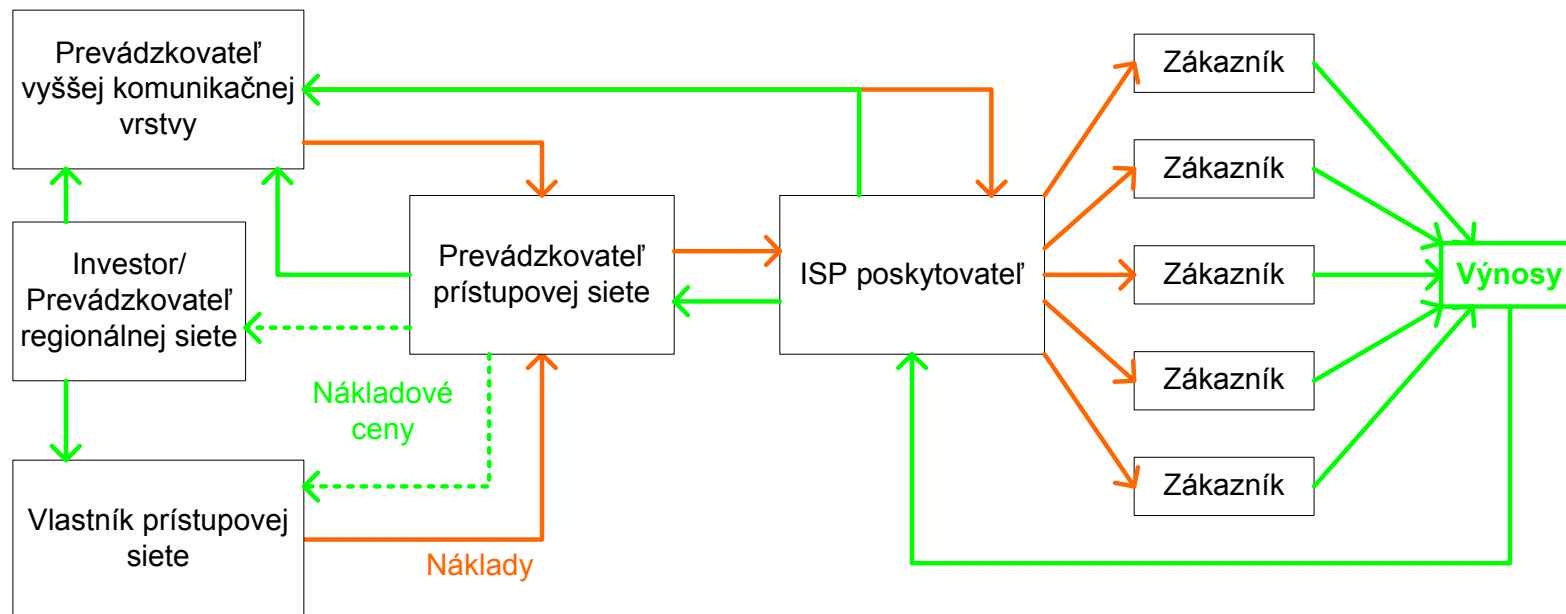 Prevádzkovateľ
vyššej komunikačnej
vrstvy
Investor/
Prevádzkovateľ
regionálnej siete
Vlastník prístupovej
siete
Nákladové
ceny
Náklady
Prevádzkovateľ
prístupovej siete
ISP poskytovateľ
Zákazník
Zákazník
Zákazník
Zákazník
Zákazník
Výnosy